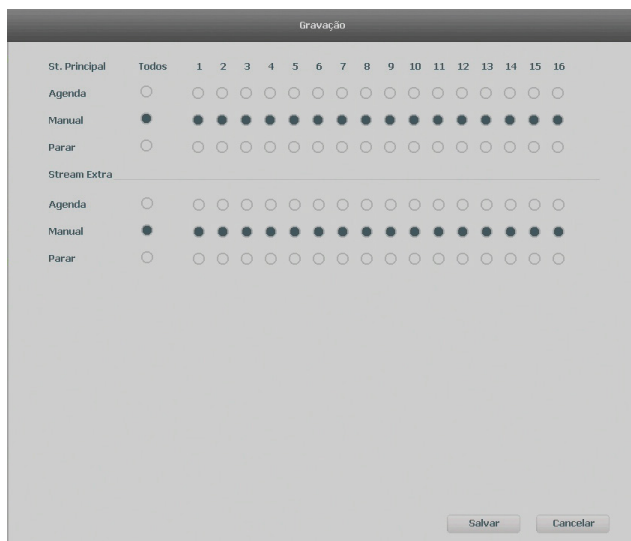 Gravação
St. Principal Todos 1 2 3 4 5 6 7 8 9 10 11 12 13 14 15 16
Agenda
Manual
Parar
Stream Extra
Agenda
Manual
Parar
Salvar Cancelar